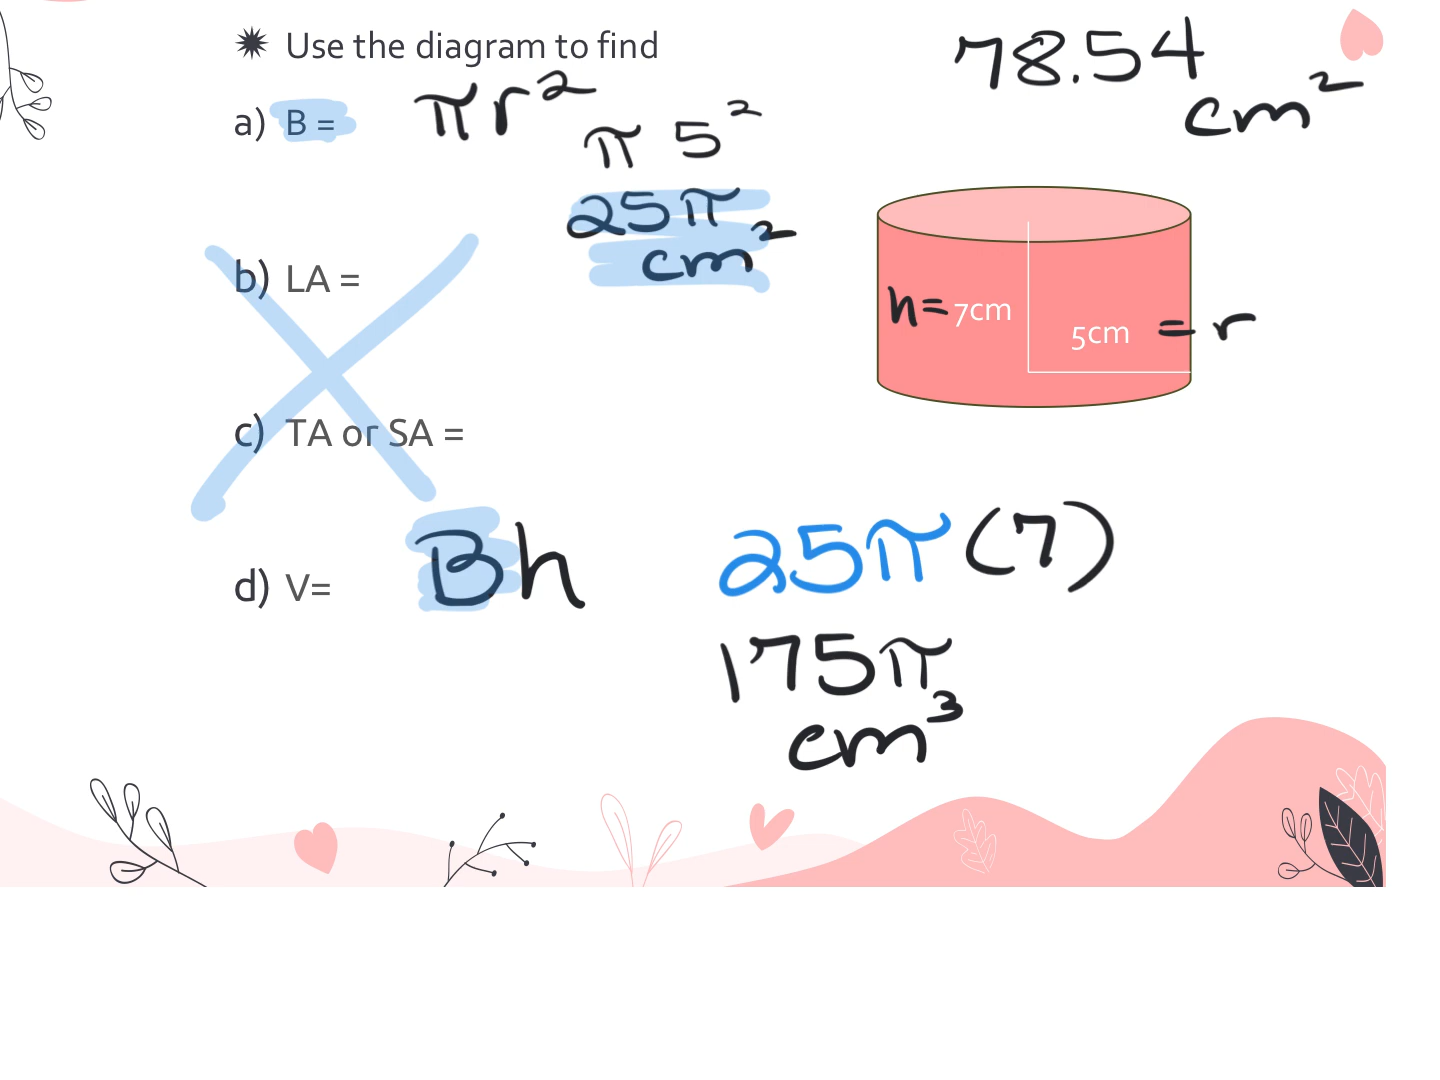 ✷ Use the diagram to find
a) B = πr²
π 5²
25π
cm²
78.54
cm²
b) LA =
h= 7cm
5cm = r
c) TA or SA =
d) V= Bh
25π(7)
175π
cm³